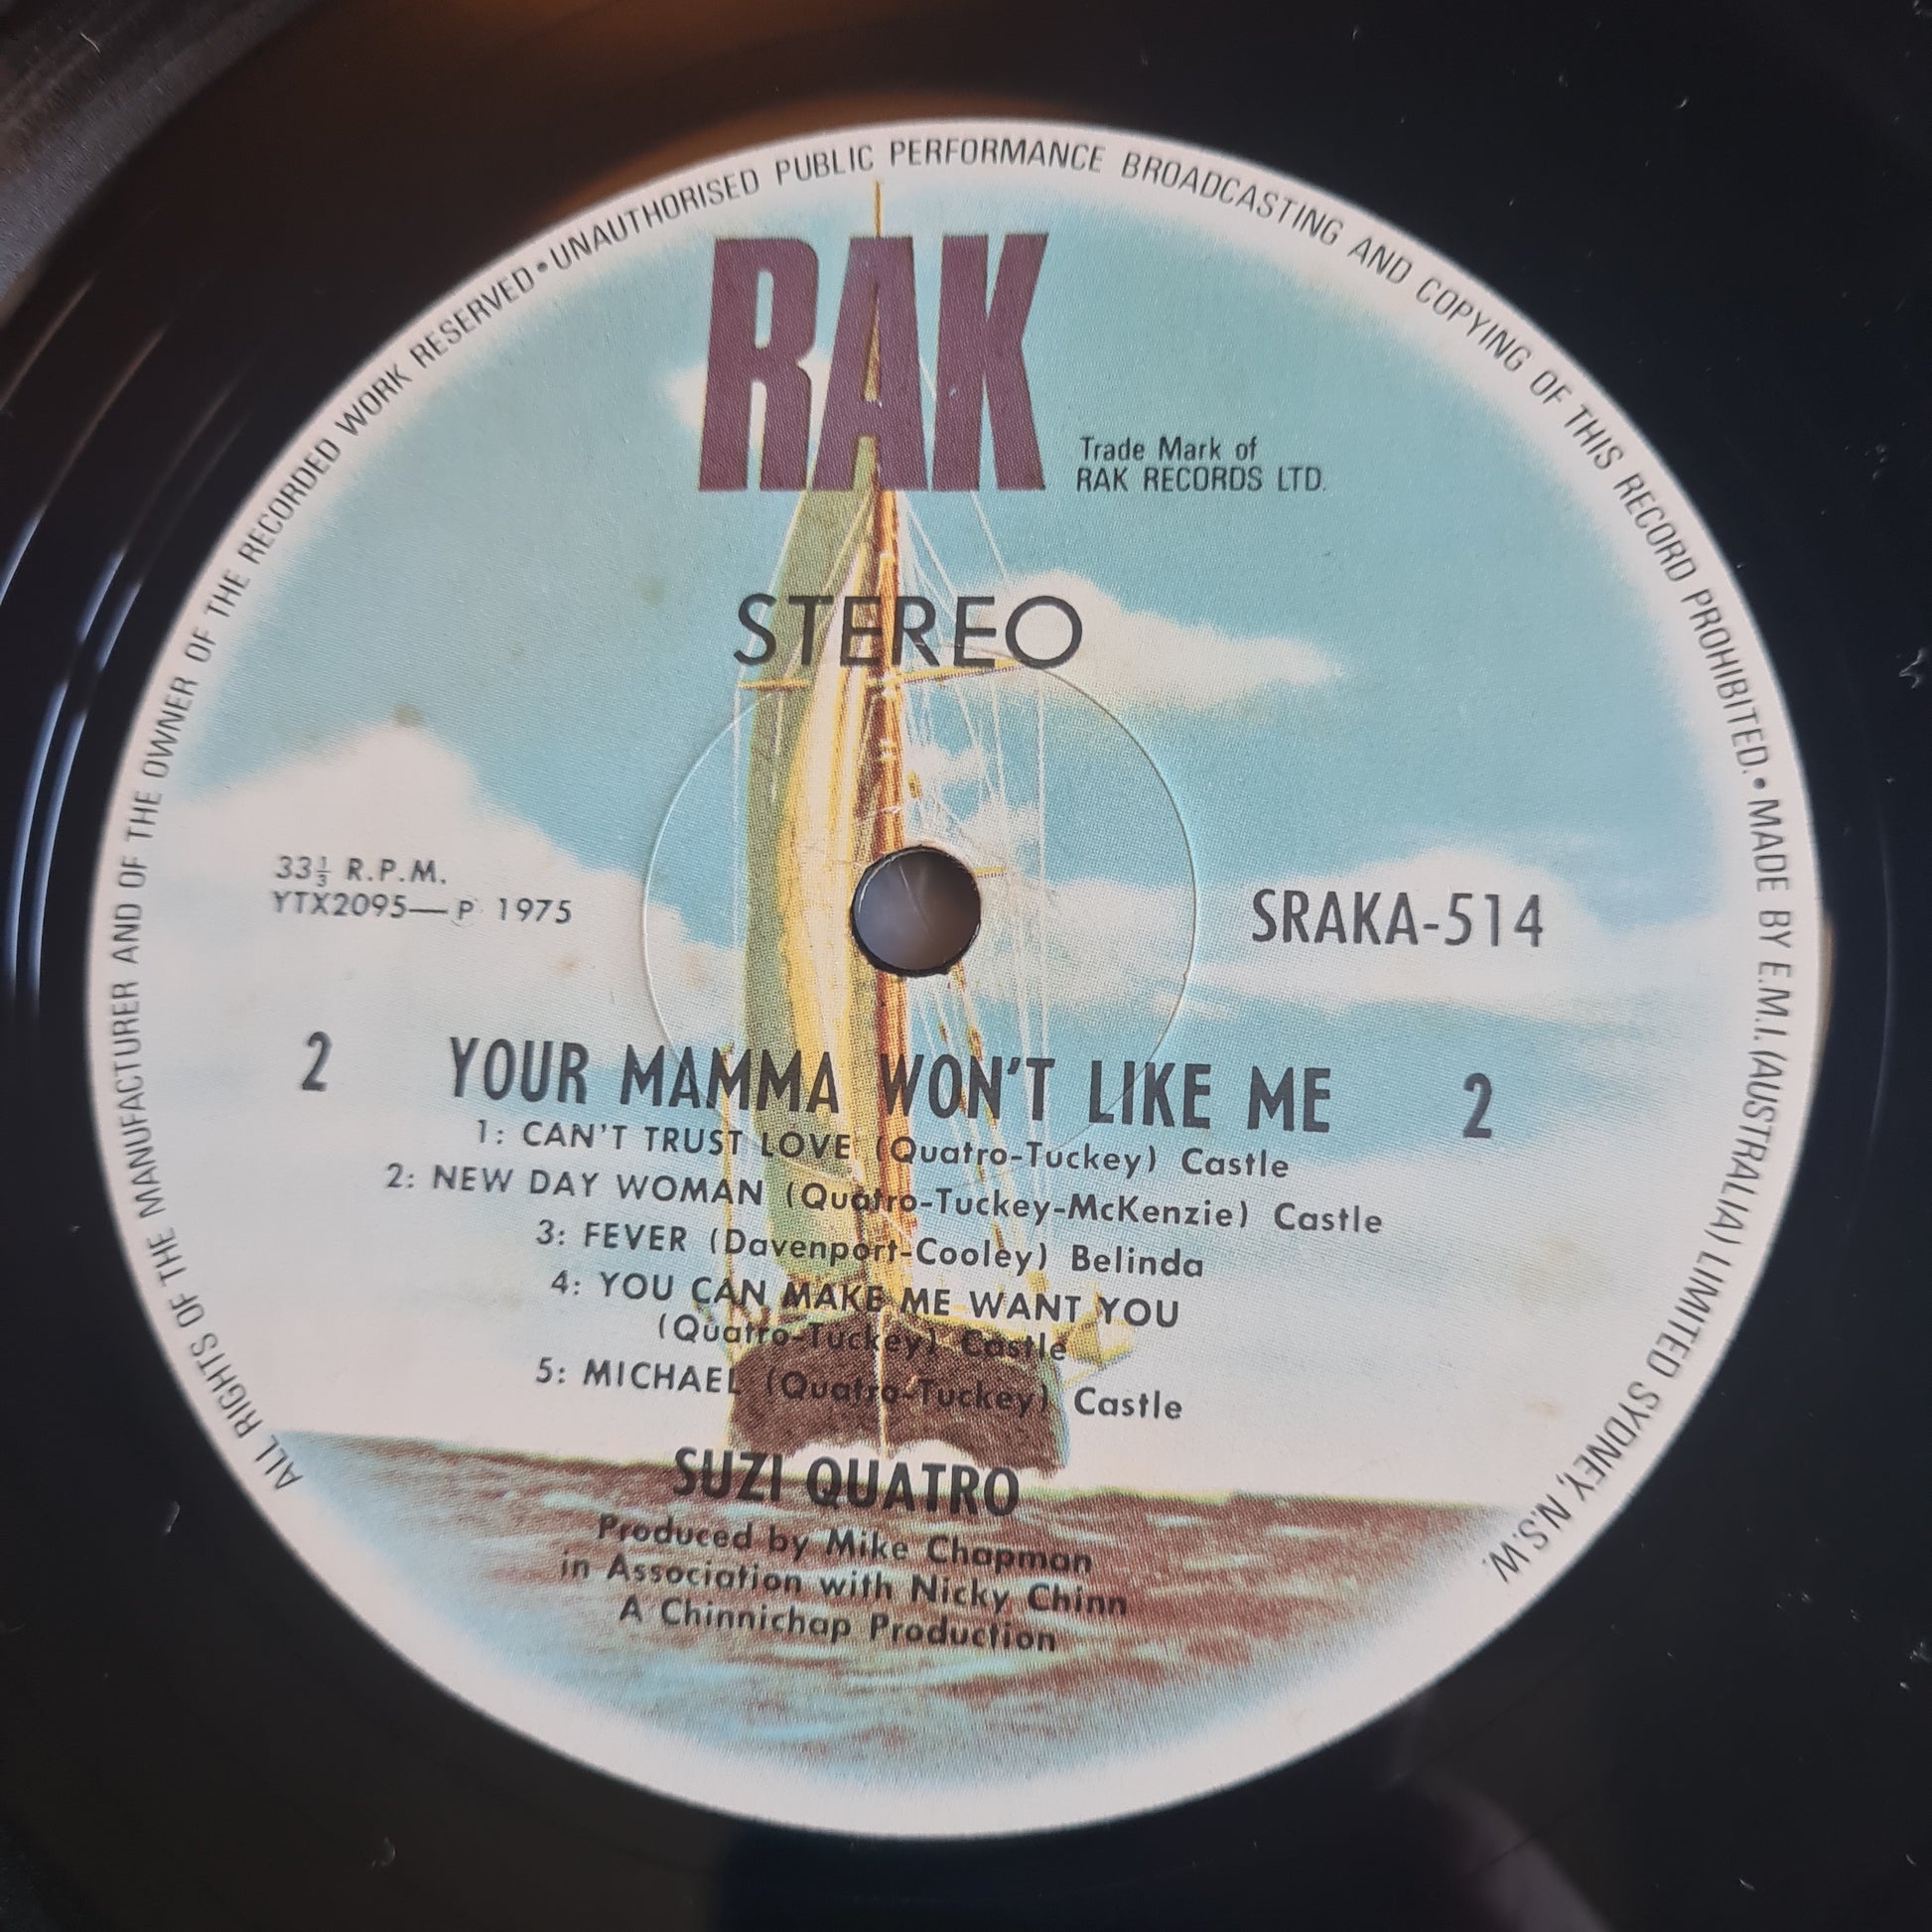 ALL RIGHTS OF THE MANUFACTURER AND OF THE OWNER OF THE RECORDED WORK RESERVED • UNAUTHORISED PUBLIC PERFORMANCE BROADCASTING AND COPYING OF THIS RECORD PROHIBITED. • MADE BY E.M.I. (AUSTRALIA) LIMITED SYDNEY, N.S.W.
RAK
Trade Mark of
RAK RECORDS LTD.
STEREO
33⅓ R.P.M.
YTX2095—P 1975
SRAKA-514
2 YOUR MAMMA WON'T LIKE ME 2
1: CAN'T TRUST LOVE (Quatro-Tuckey) Castle
2: NEW DAY WOMAN (Quatro-Tuckey-McKenzie) Castle
3: FEVER (Davenport-Cooley) Belinda
4: YOU CAN MAKE ME WANT YOU
(Quatro-Tuckey) Castle
5: MICHAEL (Quatro-Tuckey) Castle
SUZI QUATRO
Produced by Mike Chapman
in Association with Nicky Chinn
A Chinnichap Production